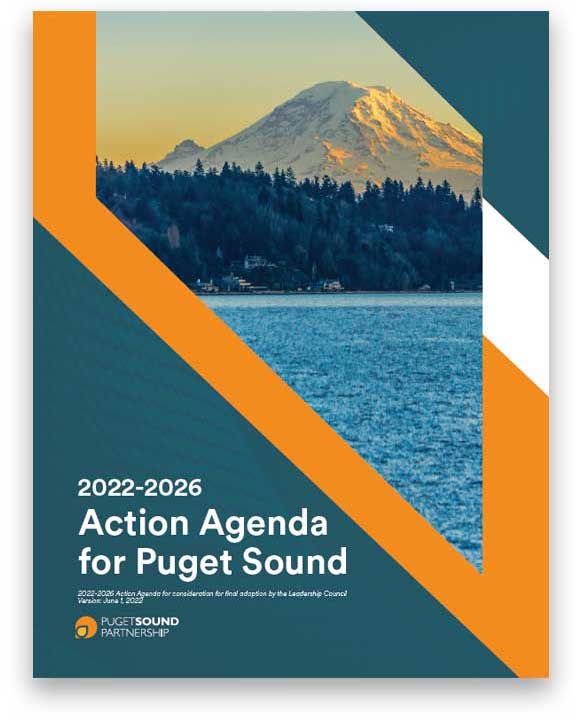 2022-2026
Action Agenda
for Puget Sound
2022-2026 Action Agenda for consideration for final adoption by the Leadership Council
Version: June 1, 2022
PUGETSOUND
PARTNERSHIP